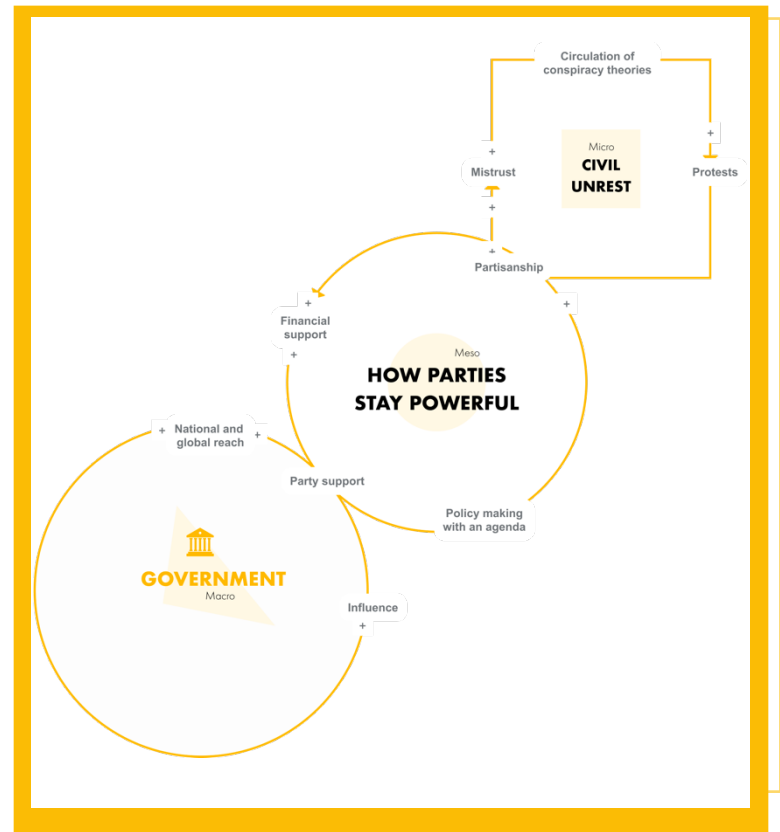 Circulation of
conspiracy theories
+
Micro
CIVIL
UNREST
+
Mistrust
Protests
+
+
Partisanship
+
+
Financial
support
+
Meso
HOW PARTIES
STAY POWERFUL
+
National and
global reach
+
Party support
Policy making
with an agenda
GOVERNMENT
Macro
Influence
+